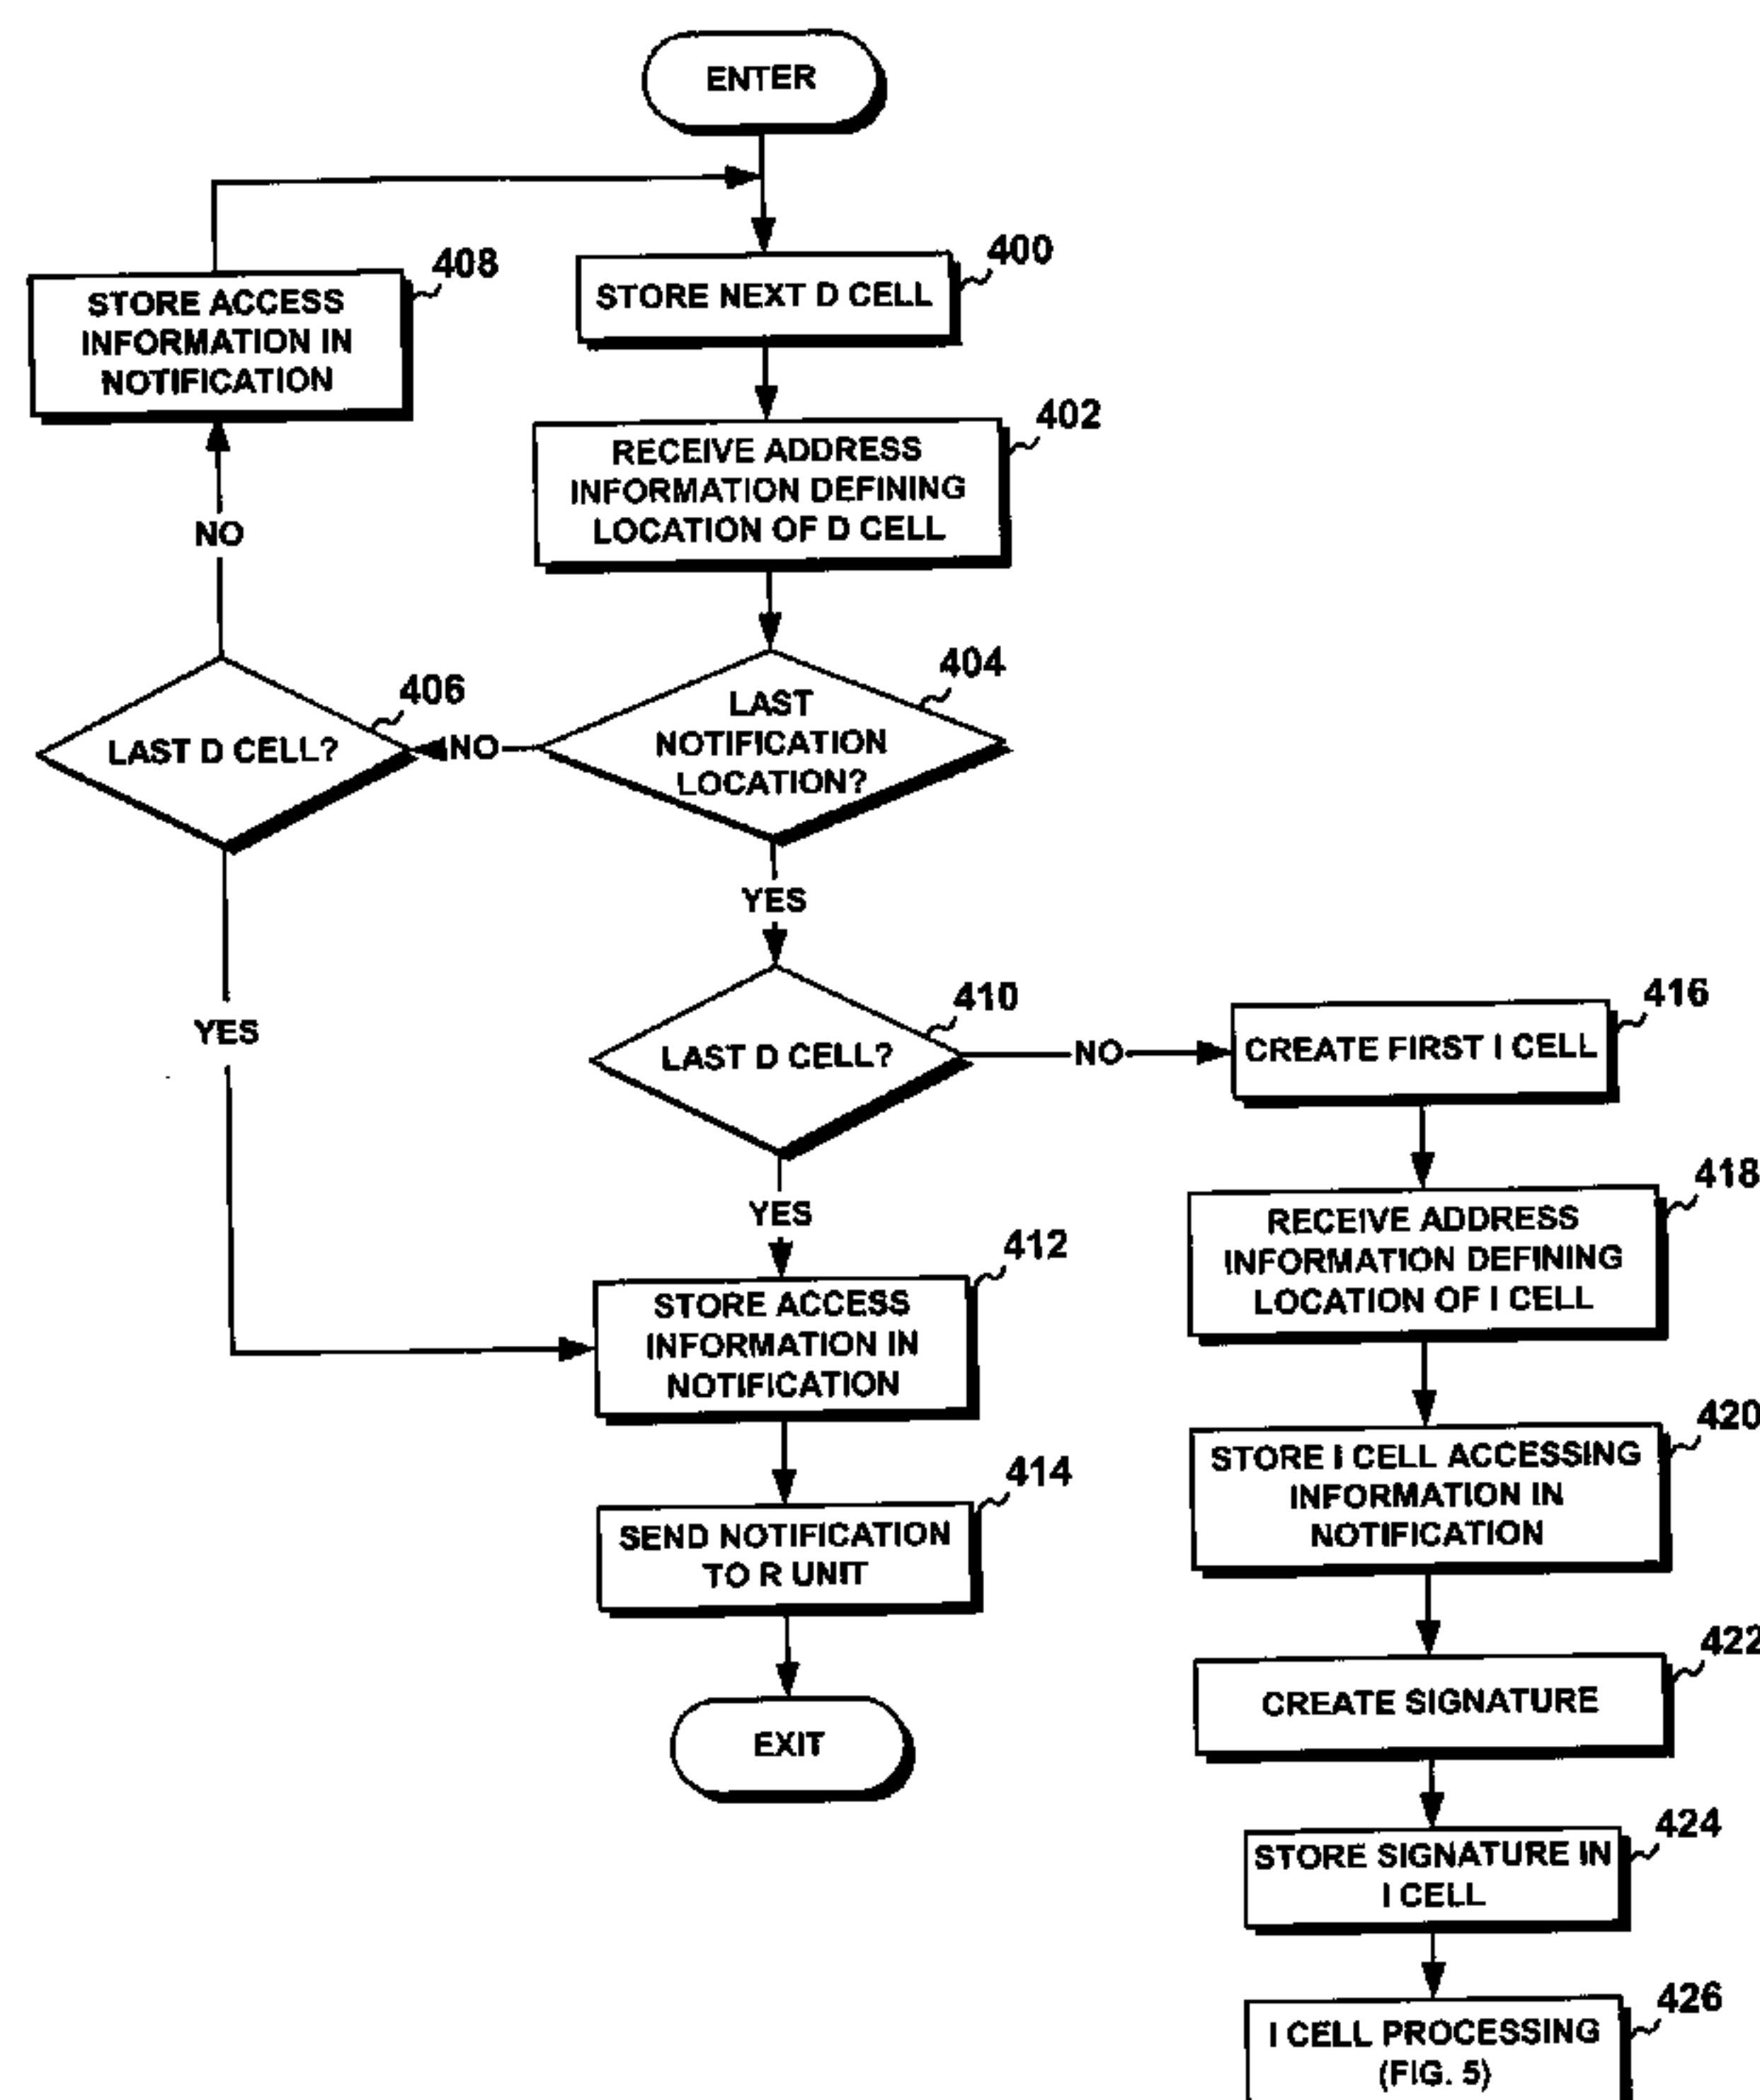 ENTER
408
STORE ACCESS
INFORMATION IN
NOTIFICATION
400
STORE NEXT D CELL
402
RECEIVE ADDRESS
INFORMATION DEFINING
LOCATION OF D CELL
NO
404
LAST
NOTIFICATION
LOCATION?
NO
406
LAST D CELL?
YES
YES
410
LAST D CELL?
NO
416
CREATE FIRST I CELL
YES
418
RECEIVE ADDRESS
INFORMATION DEFINING
LOCATION OF I CELL
412
STORE ACCESS
INFORMATION IN
NOTIFICATION
420
STORE I CELL ACCESSING
INFORMATION IN
NOTIFICATION
414
SEND NOTIFICATION
TO R UNIT
422
CREATE SIGNATURE
EXIT
424
STORE SIGNATURE IN
I CELL
426
I CELL PROCESSING
(FIG. 5)